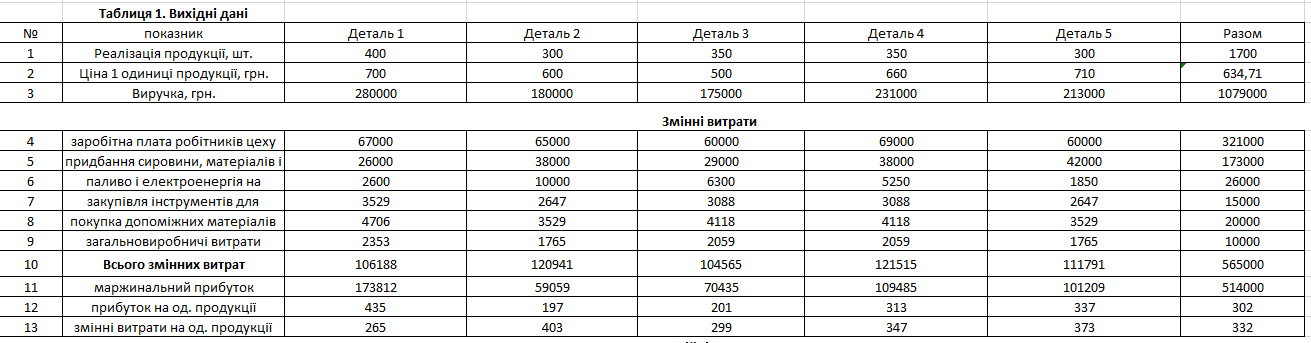 Таблиця 1. Вихідні дані
№ показник Деталь 1 Деталь 2 Деталь 3 Деталь 4 Деталь 5 Разом
1 Реалізація продукції, шт. 400 300 350 350 300 1700
2 Ціна 1 одиниці продукції, грн. 700 600 500 660 710 634,71
3 Виручка, грн. 280000 180000 175000 231000 213000 1079000
Змінні витрати
4 заробітна плата робітників цеху 67000 65000 60000 69000 60000 321000
5 придбання сировини, матеріалів і 26000 38000 29000 38000 42000 173000
6 паливо і електроенергія на 2600 10000 6300 5250 1850 26000
7 закупівля інструментів для 3529 2647 3088 3088 2647 15000
8 покупка допоміжних матеріалів 4706 3529 4118 4118 3529 20000
9 загальновиробничі витрати 2353 1765 2059 2059 1765 10000
10 Всього змінних витрат 106188 120941 104565 121515 111791 565000
11 маржинальний прибуток 173812 59059 70435 109485 101209 514000
12 прибуток на од. продукції 435 197 201 313 337 302
13 змінні витрати на од. продукції 265 403 299 347 373 332